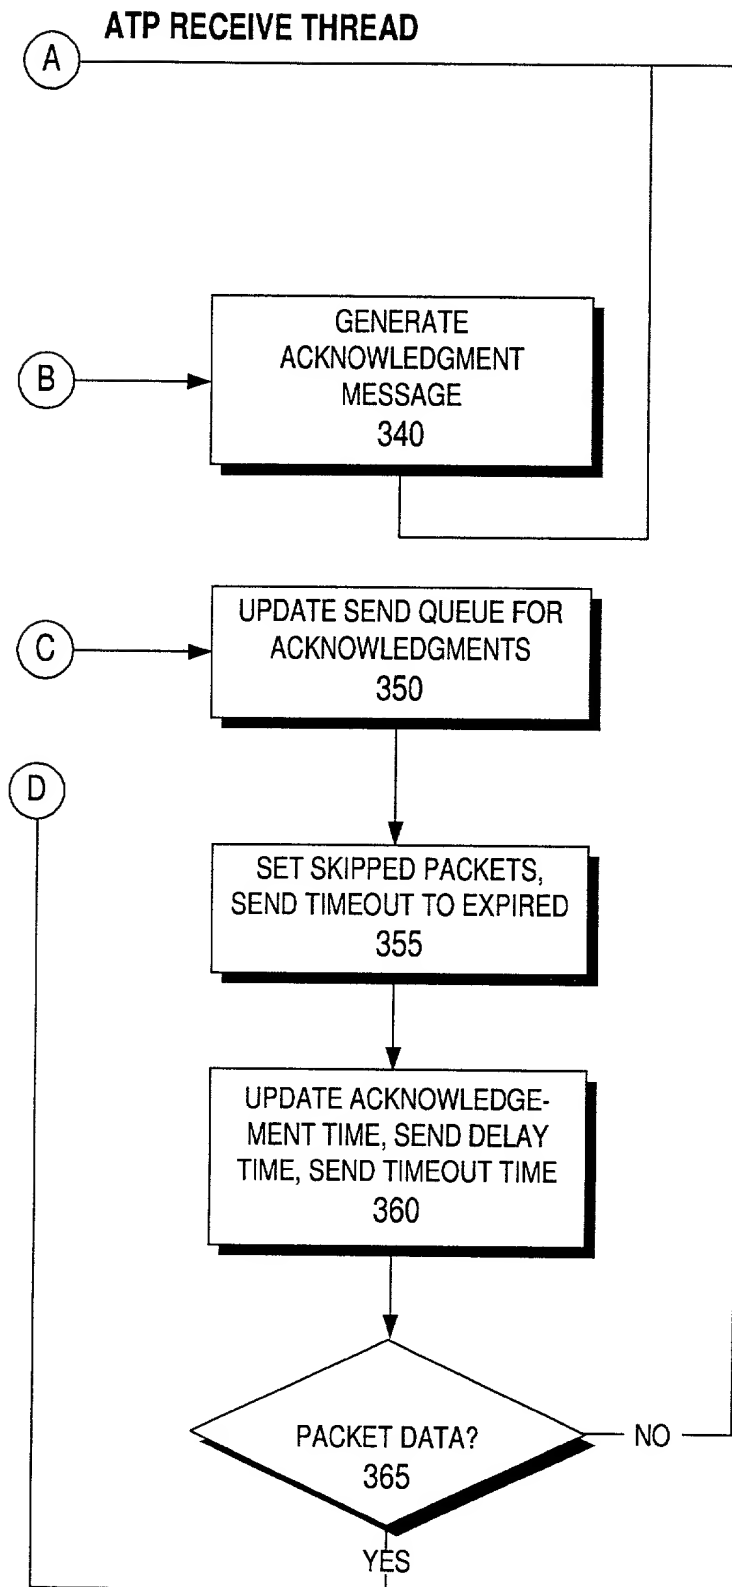 ATP RECEIVE THREAD
A
GENERATE
ACKNOWLEDGMENT
MESSAGE
340
B
UPDATE SEND QUEUE FOR
ACKNOWLEDGMENTS
350
C
D
SET SKIPPED PACKETS,
SEND TIMEOUT TO EXPIRED
355
UPDATE ACKNOWLEDGE-
MENT TIME, SEND DELAY
TIME, SEND TIMEOUT TIME
360
PACKET DATA?
365
NO
YES